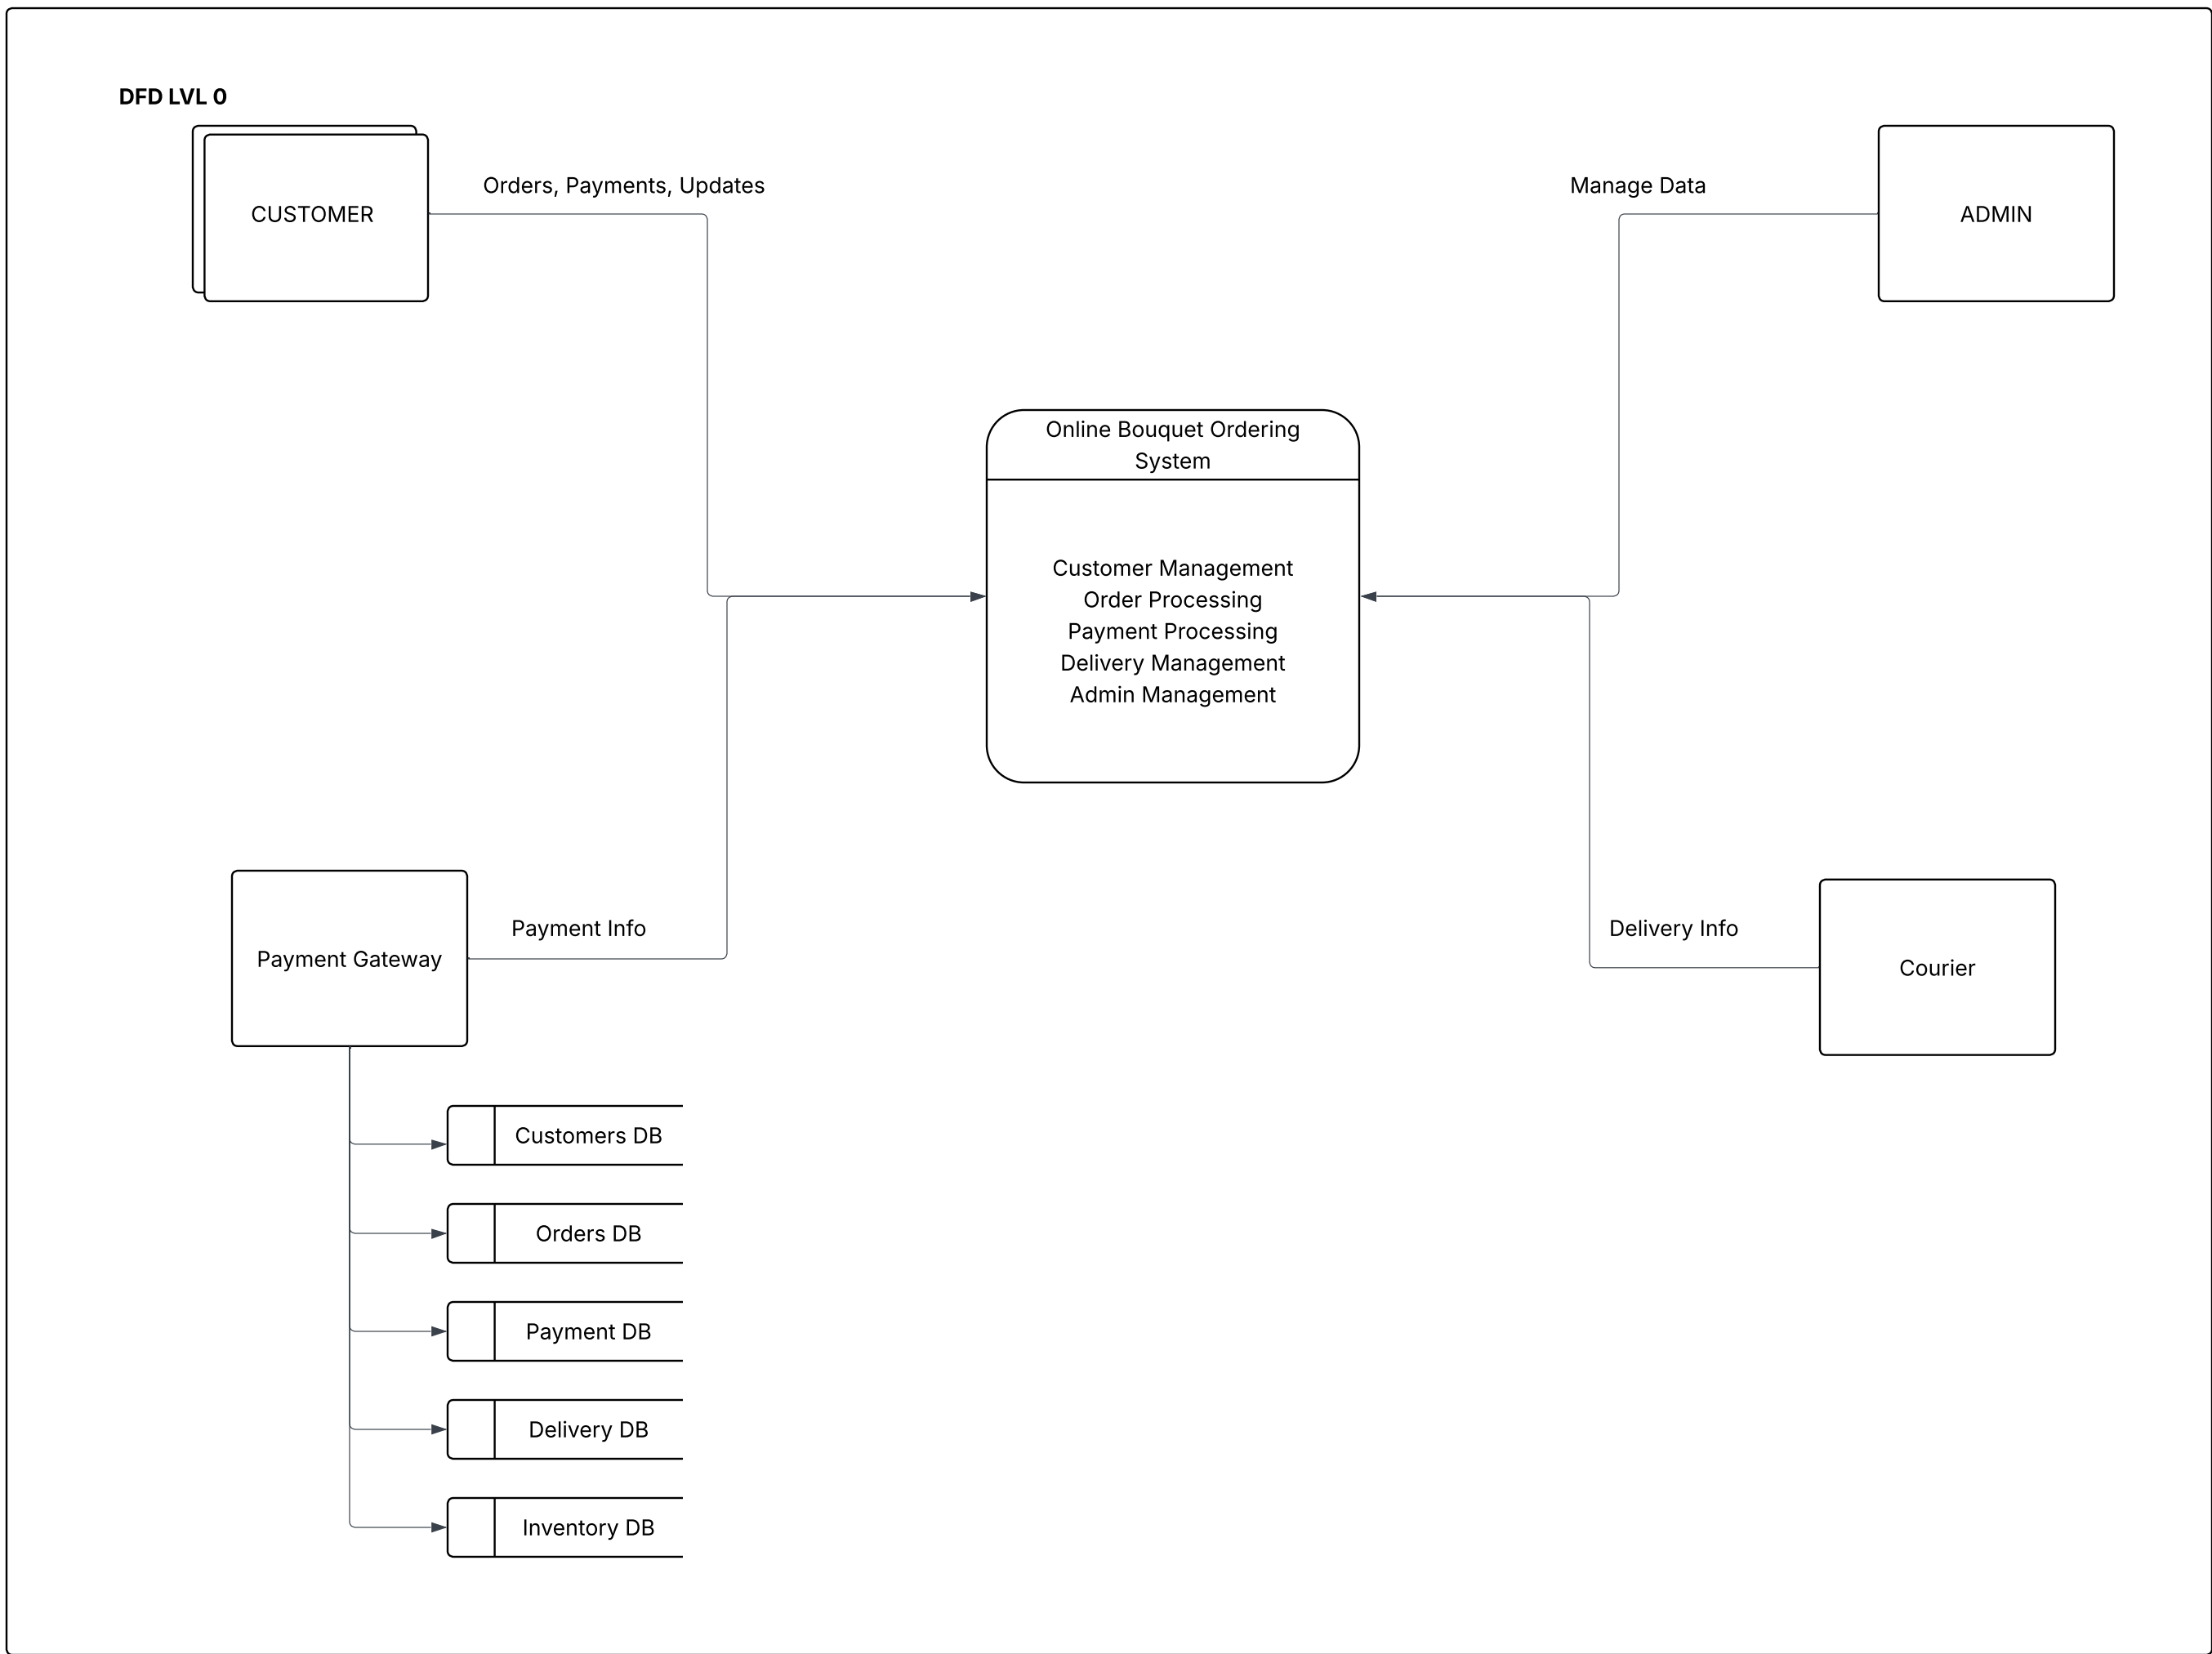 DFD LVL 0
CUSTOMER
Orders, Payments, Updates
Manage Data
ADMIN
Online Bouquet Ordering
System
Customer Management
Order Processing
Payment Processing
Delivery Management
Admin Management
Payment Gateway
Payment Info
Delivery Info
Courier
Customers DB
Orders DB
Payment DB
Delivery DB
Inventory DB